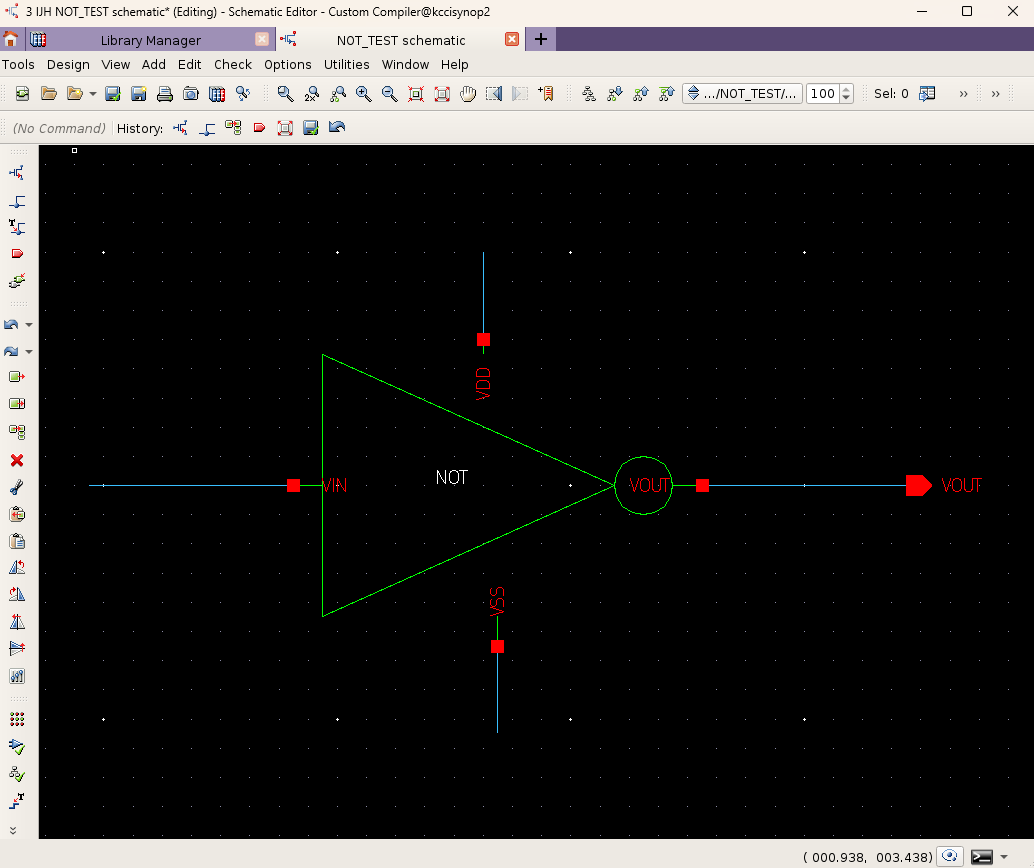 3 IJH NOT_TEST schematic* (Editing) - Schematic Editor - Custom Compiler@kccisynop2
Library Manager
NOT_TEST schematic
Tools Design View Add Edit Check Options Utilities Window Help
2x
.../NOT_TEST/...
100
Sel: 0
»
»
(No Command) History:
T
VDD
NOT
VIN
VOUT
VOUT
VSS
T
( 000.938, 003.438)